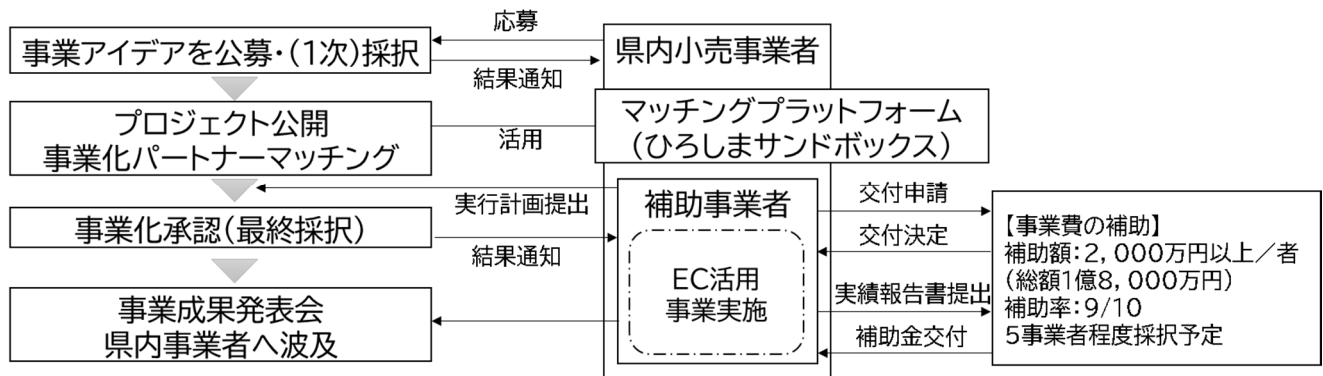 応募
事業アイデアを公募・(1次)採択
県内小売事業者
結果通知
プロジェクト公開
事業化パートナーマッチング
活用
マッチングプラットフォーム
(ひろしまサンドボックス)
実行計画提出
補助事業者
交付申請
事業化承認(最終採択)
結果通知
交付決定
【事業費の補助】
補助額:2,000万円以上/者
(総額1億8,000万円)
補助率:9/10
5事業者程度採択予定
EC活用
事業実施
実績報告書提出
補助金交付
事業成果発表会
県内事業者へ波及